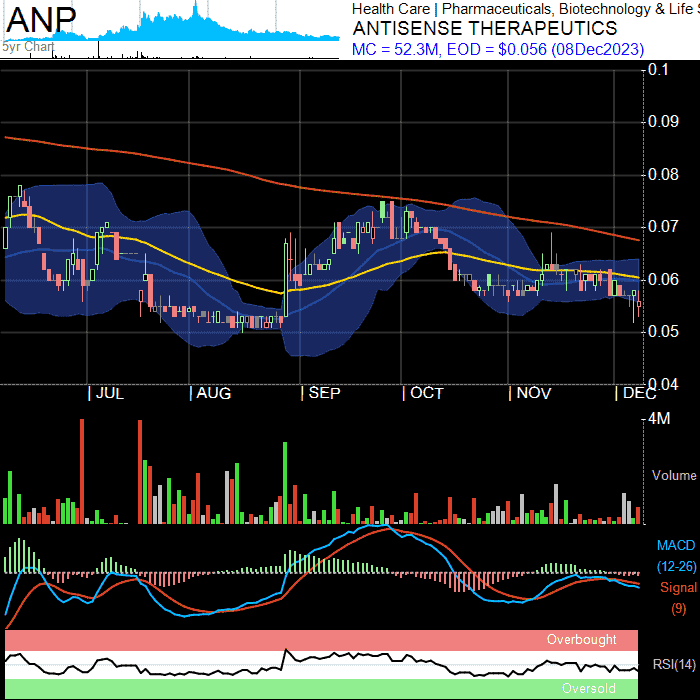 ANP
5yr Chart
Health Care | Pharmaceuticals, Biotechnology & Life S
ANTISENSE THERAPEUTICS
MC = 52.3M, EOD = $0.056 (08Dec2023)
0.1
0.09
0.08
0.07
0.06
0.05
0.04
| JUL | AUG | SEP | OCT | NOV | DEC
4M
Volume
MACD
(12-26)
Signal
(9)
Overbought
RSI(14)
Oversold